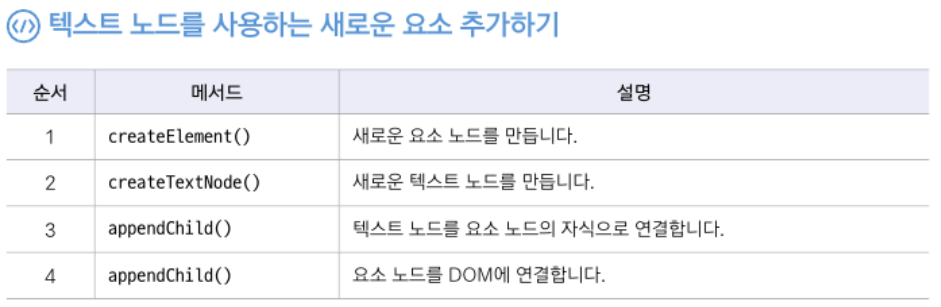 텍스트 노드를 사용하는 새로운 요소 추가하기
순서 메서드 설명
1 createElement() 새로운 요소 노드를 만듭니다.
2 createTextNode() 새로운 텍스트 노드를 만듭니다.
3 appendChild() 텍스트 노드를 요소 노드의 자식으로 연결합니다.
4 appendChild() 요소 노드를 DOM에 연결합니다.